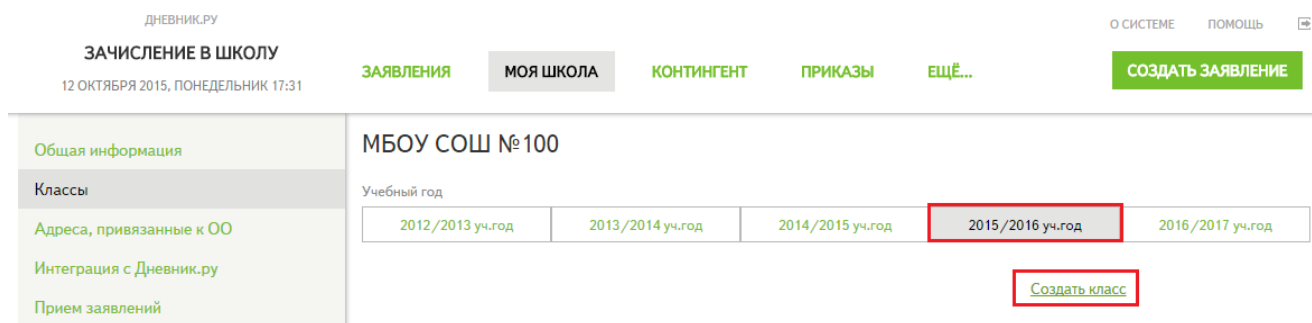 ДНЕВНИК.РУ
О СИСТЕМЕ ПОМОЩЬ
ЗАЧИСЛЕНИЕ В ШКОЛУ
12 ОКТЯБРЯ 2015, ПОНЕДЕЛЬНИК 17:31
ЗАЯВЛЕНИЯ МОЯ ШКОЛА КОНТИНГЕНТ ПРИКАЗЫ ЕЩЁ... СОЗДАТЬ ЗАЯВЛЕНИЕ
Общая информация
Классы
Адреса, привязанные к ОО
Интеграция с Дневник.ру
Прием заявлений
МБОУ СОШ №100
Учебный год
2012/2013 уч.год 2013/2014 уч.год 2014/2015 уч.год 2015/2016 уч.год 2016/2017 уч.год
Создать класс